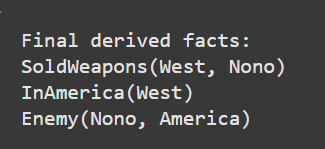 Final derived facts:
SoldWeapons(West, Nono)
InAmerica(West)
Enemy(Nono, America)